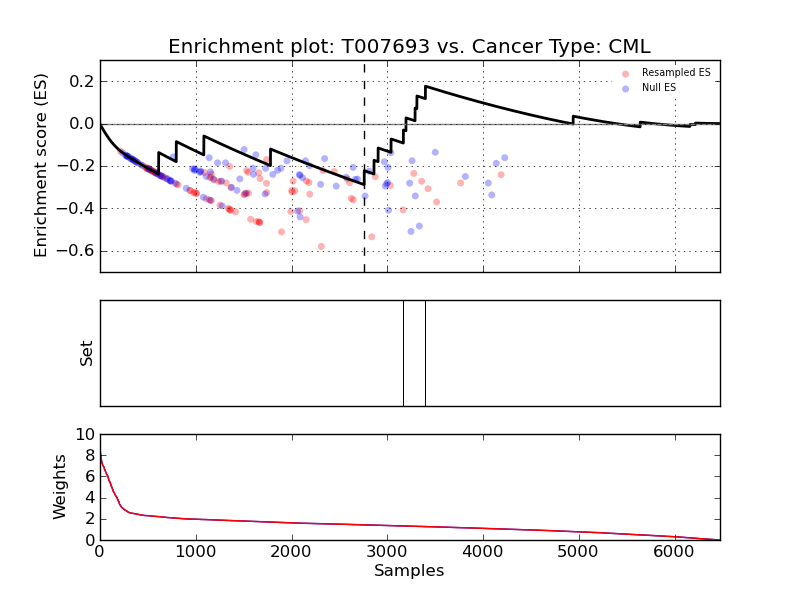 Enrichment plot: T007693 vs. Cancer Type: CML
Enrichment score (ES)
0.2
0.0
−0.2
−0.4
−0.6
Resampled ES
Null ES
Set
Weights
10
8
6
4
2
0
0 1000 2000 3000 4000 5000 6000
Samples